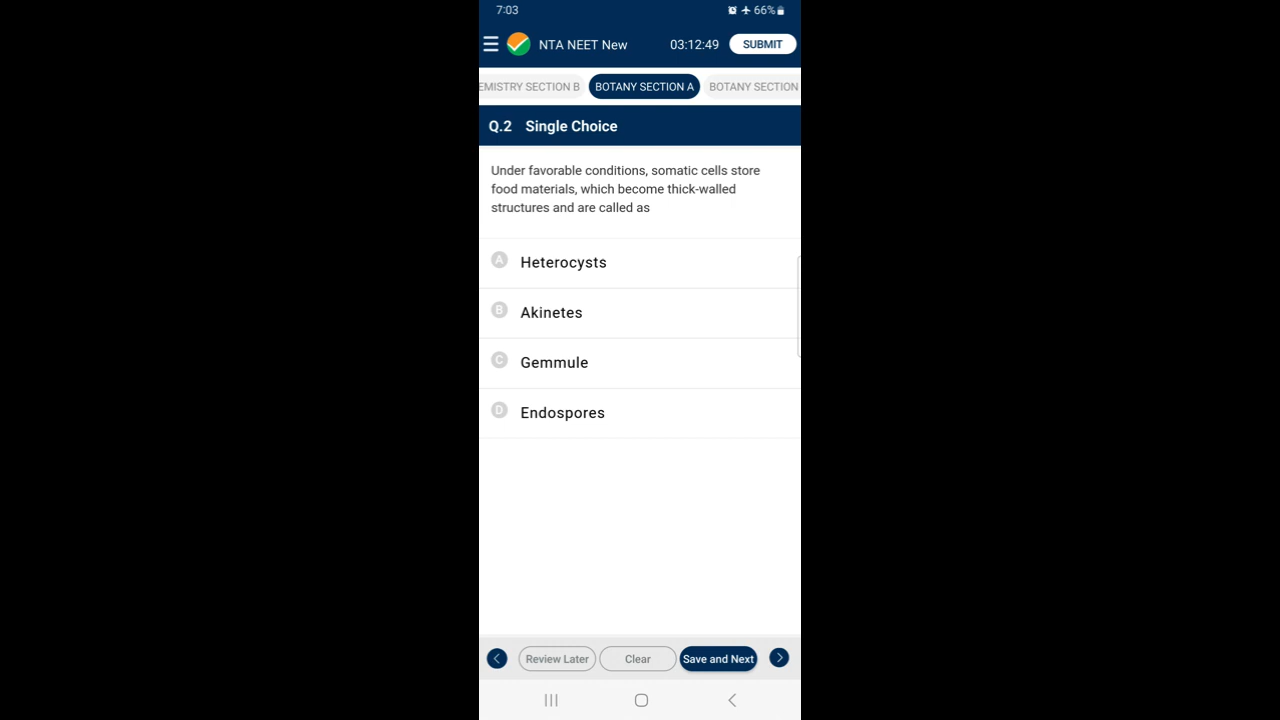 7:03 66%
NTA NEET New 03:12:49 SUBMIT
EMISTRY SECTION B BOTANY SECTION A BOTANY SECTION
Q.2 Single Choice
Under favorable conditions, somatic cells store
food materials, which become thick-walled
structures and are called as
A Heterocysts
B Akinetes
C Gemmule
D Endospores
Review Later Clear Save and Next